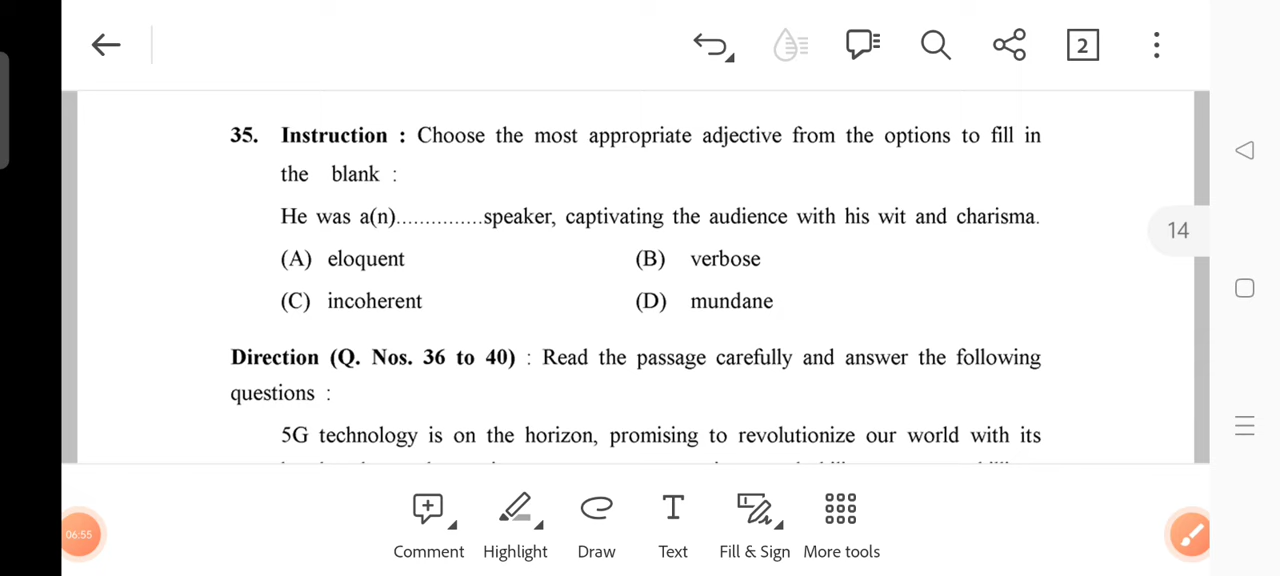 2
35. Instruction : Choose the most appropriate adjective from the options to fill in
the blank :
He was a(n)...............speaker, captivating the audience with his wit and charisma.
14
(A) eloquent (B) verbose
(C) incoherent (D) mundane
Direction (Q. Nos. 36 to 40) : Read the passage carefully and answer the following
questions :
5G technology is on the horizon, promising to revolutionize our world with its
06:55
Comment Highlight Draw Text Fill & Sign More tools